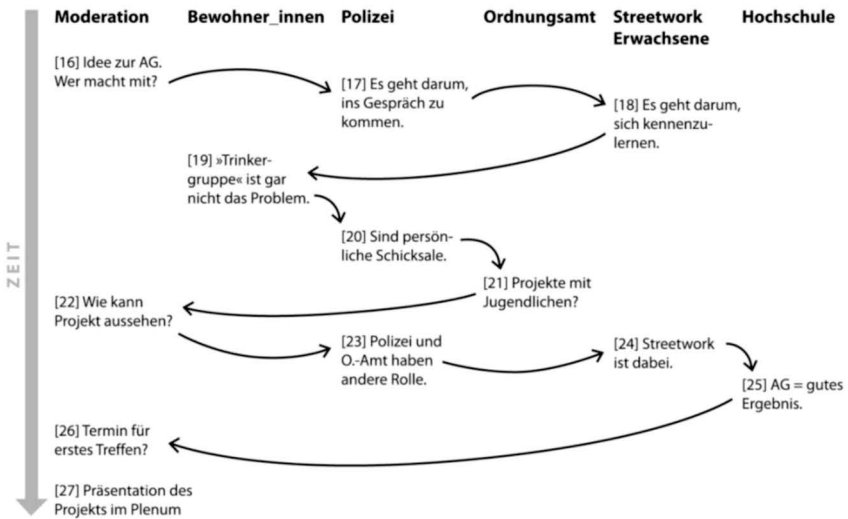 Moderation
Bewohner_innen
Polizei
Ordnungsamt
Streetwork
Erwachsene
Hochschule
ZEIT
[16] Idee zur AG.
Wer macht mit?
[17] Es geht darum,
ins Gespräch zu
kommen.
[18] Es geht darum,
sich kennenzu-
lernen.
[19] »Trinker-
gruppe« ist gar
nicht das Problem.
[20] Sind persön-
liche Schicksale.
[21] Projekte mit
Jugendlichen?
[22] Wie kann
Projekt aussehen?
[23] Polizei und
O.-Amt haben
andere Rolle.
[24] Streetwork
ist dabei.
[25] AG = gutes
Ergebnis.
[26] Termin für
erstes Treffen?
[27] Präsentation des
Projekts im Plenum